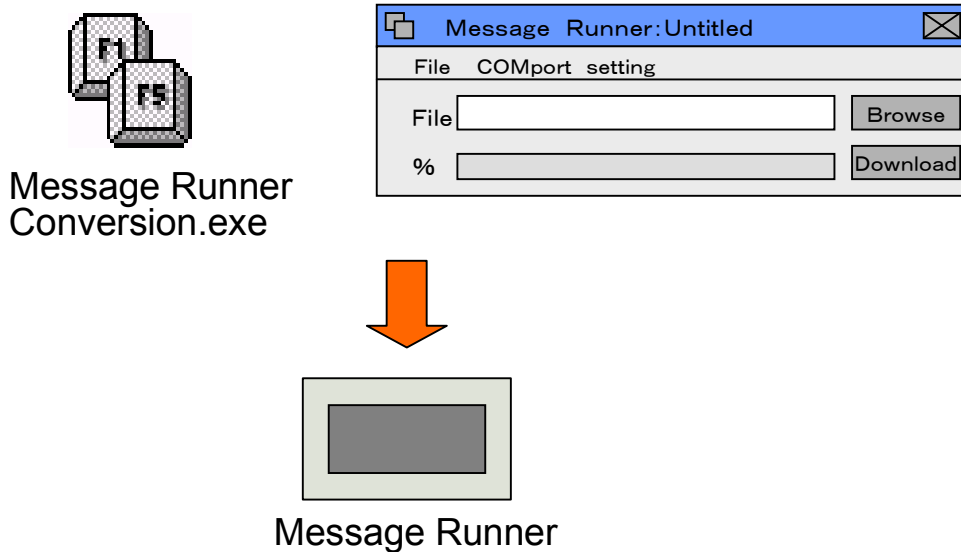 F1
F5
Message Runner
Conversion.exe
Message Runner:Untitled
File COMport setting
File
Browse
%
Download
Message Runner